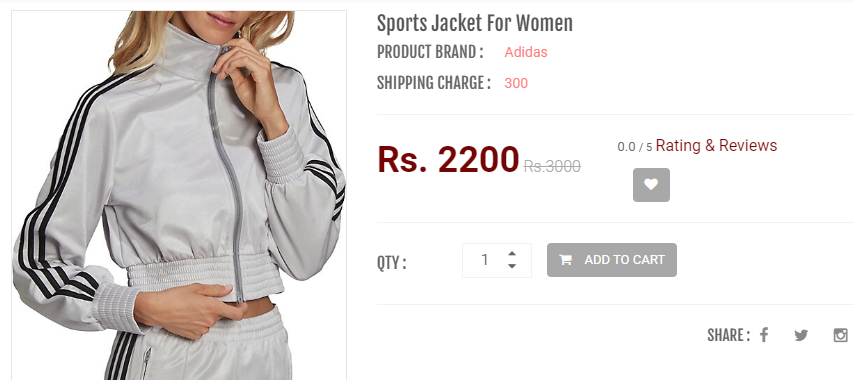 Sports Jacket For Women
PRODUCT BRAND : Adidas
SHIPPING CHARGE : 300
Rs. 2200 Rs.3000 0.0 / 5 Rating & Reviews
QTY : 1 ADD TO CART
SHARE :